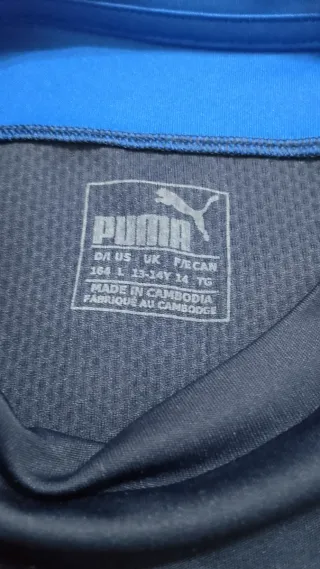 PUMA
D/I US UK F/E CAN
164 L 13-14Y 14 TG
MADE IN CAMBODIA
FABRIQUÉ AU CAMBODGE